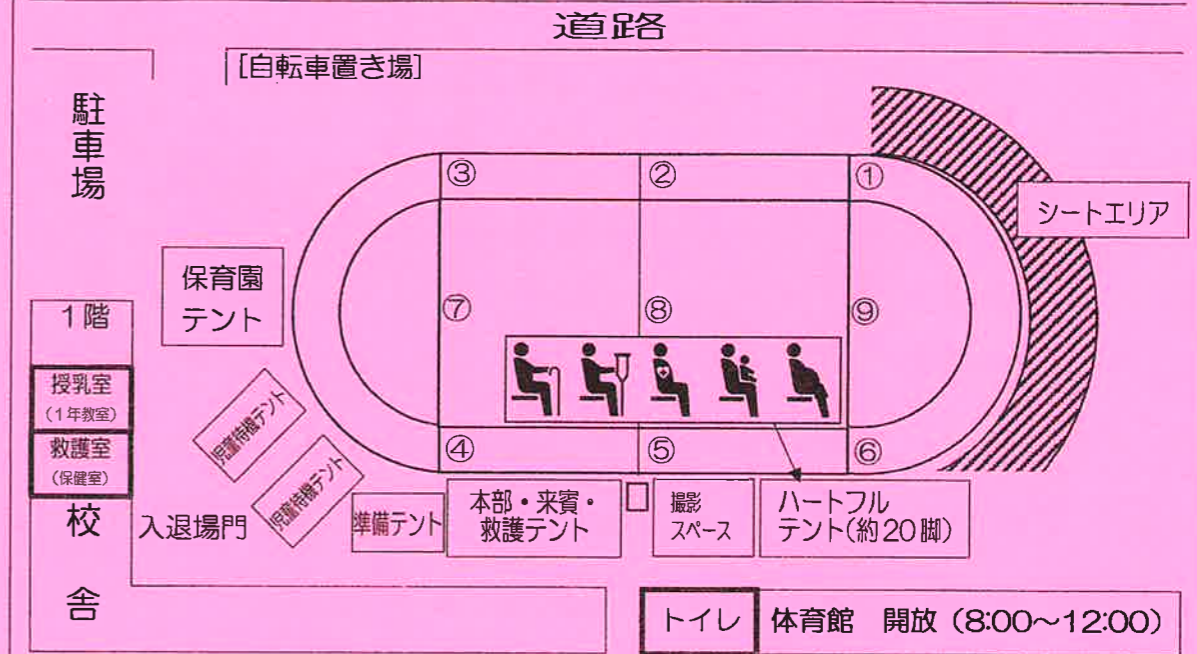 道路
[自転車置き場]
駐車場
③
②
①
シートエリア
保育園
テント
⑦
⑧
⑨
1階
授乳室
(1年教室)
救護室
(保健室)
児童待機テント
児童待機テント
④
⑤
⑥
校舎
入退場門
準備テント
本部・来賓・
救護テント
撮影
スペース
ハートフル
テント(約20脚)
トイレ
体育館 開放(8:00～12:00)